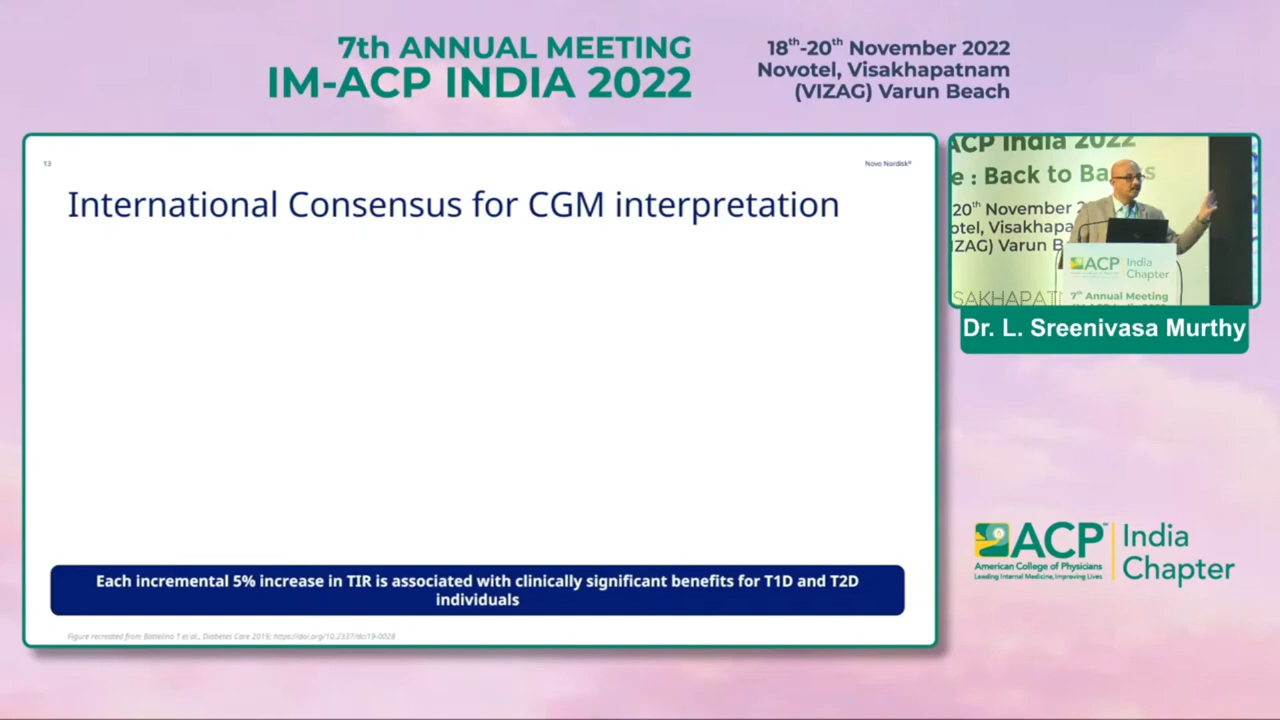 7th ANNUAL MEETING
IM-ACP INDIA 2022
18th-20th November 2022
Novotel, Visakhapatnam
(VIZAG) Varun Beach
13
Novo Nordisk®
International Consensus for CGM interpretation
Each incremental 5% increase in TIR is associated with clinically significant benefits for T1D and T2D
individuals
Figure recreated from Battelino T et al., Diabetes Care 2019; https://doi.org/10.2337/dci19-0028
ACP India 2022
e : Back to Ba s
20th November 2
otel, Visakhapa
IZAG) Varun B
SAKHAPAT
ACP India
Chapter
7th Annual Meeting
Dr. L. Sreenivasa Murthy
ACP™ India
Chapter
American College of Physicians
Leading Internal Medicine, Improving Lives